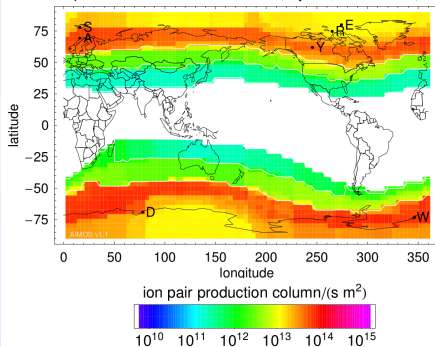 75
50
25
0
−25
−50
−75
latitude
S
A
E
R
Y
D
W
AIMOS v1.1
0 50 100 150 200 250 300 350
longitude
ion pair production column/(s m²)
10¹⁰ 10¹¹ 10¹² 10¹³ 10¹⁴ 10¹⁵